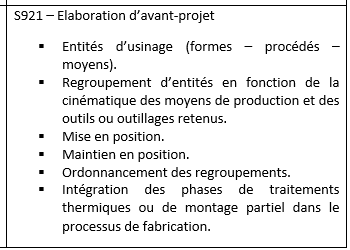 S921 – Elaboration d'avant-projet
▪ Entités d'usinage (formes – procédés –
moyens).
▪ Regroupement d'entités en fonction de la
cinématique des moyens de production et des
outils ou outillages retenus.
▪ Mise en position.
▪ Maintien en position.
▪ Ordonnancement des regroupements.
▪ Intégration des phases de traitements
thermiques ou de montage partiel dans le
processus de fabrication.